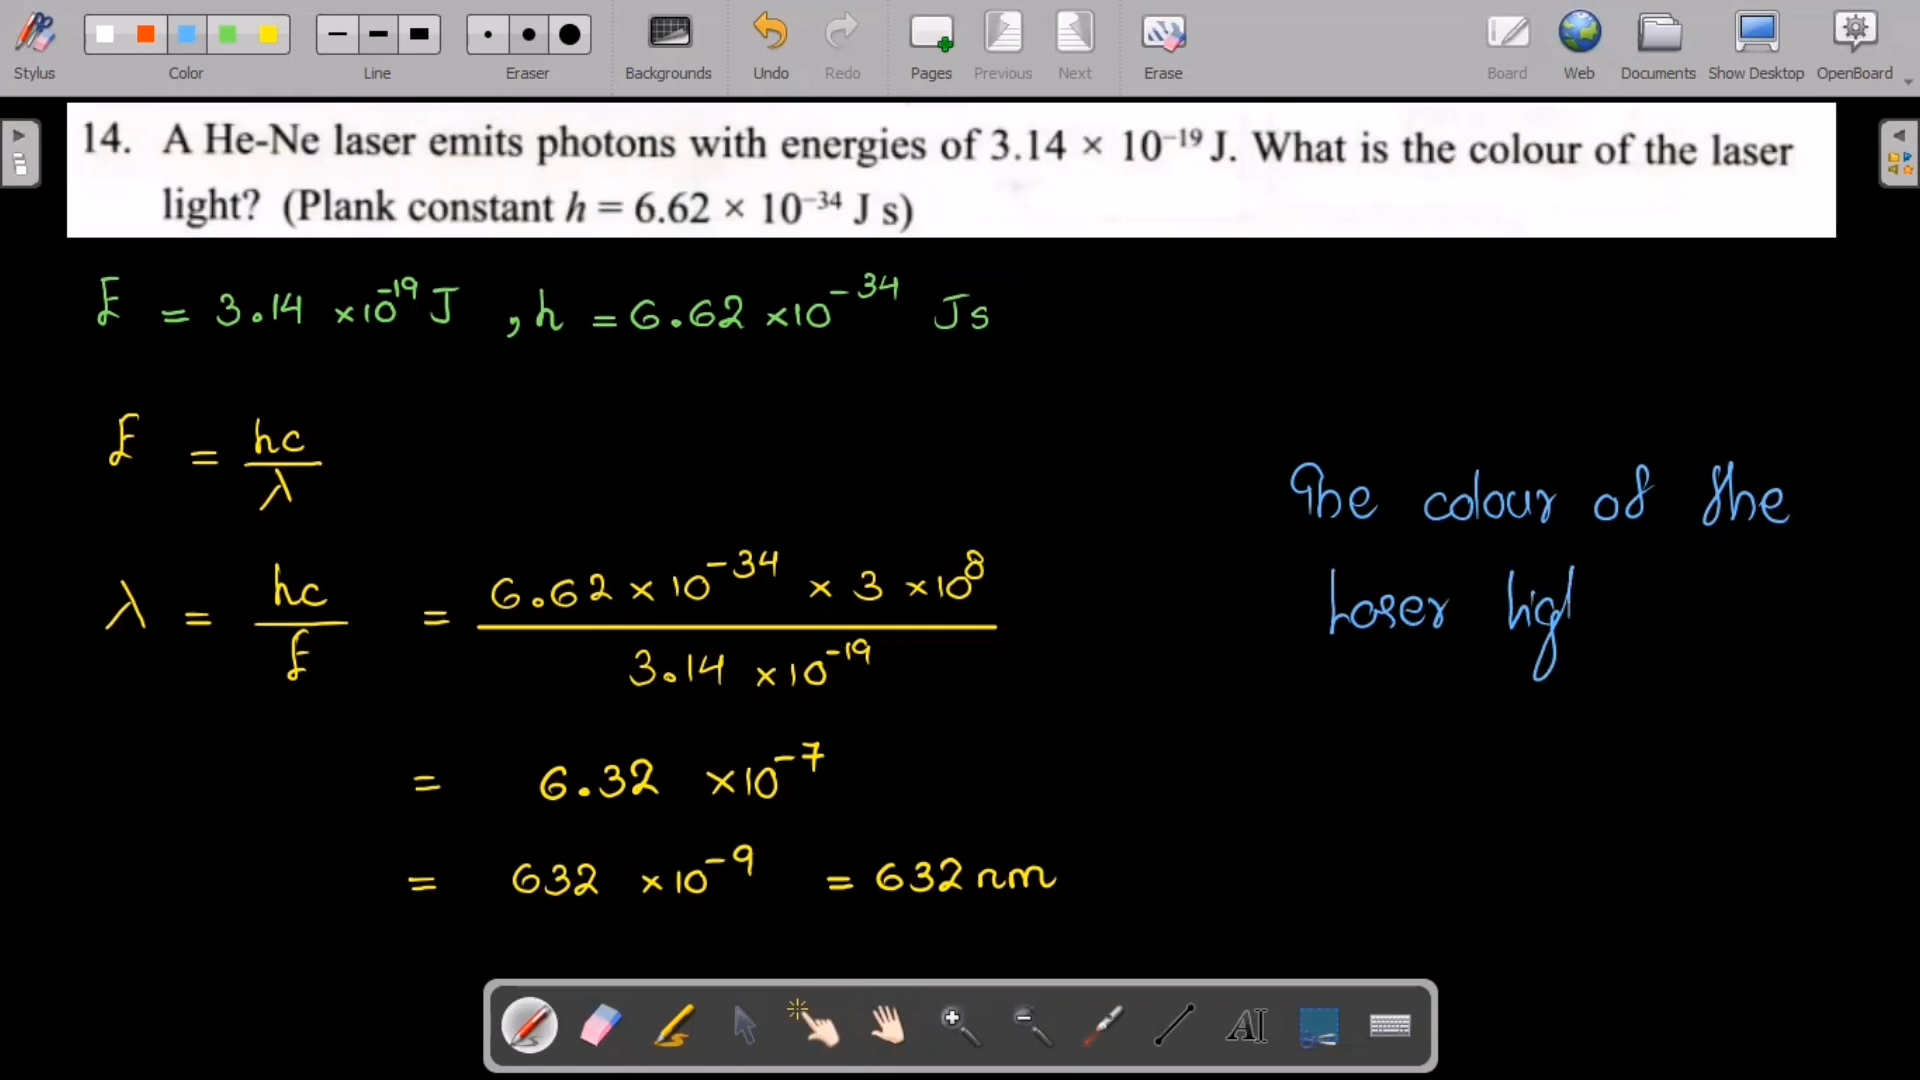 Stylus Color Line Eraser Backgrounds Undo Redo Pages Previous Next Erase Board Web Documents Show Desktop OpenBoard
14. A He-Ne laser emits photons with energies of 3.14 × 10⁻¹⁹ J. What is the colour of the laser
light? (Plank constant h = 6.62 × 10⁻³⁴ J s)
E = 3.14 ×10⁻¹⁹ J , h = 6.62 ×10⁻³⁴ Js
E = hc/λ
λ = hc/E = 6.62 × 10⁻³⁴ × 3 ×10⁸ / 3.14 ×10⁻¹⁹
= 6.32 ×10⁻⁷
= 632 ×10⁻⁹ = 632 nm
The colour of the
Laser ligh
AI